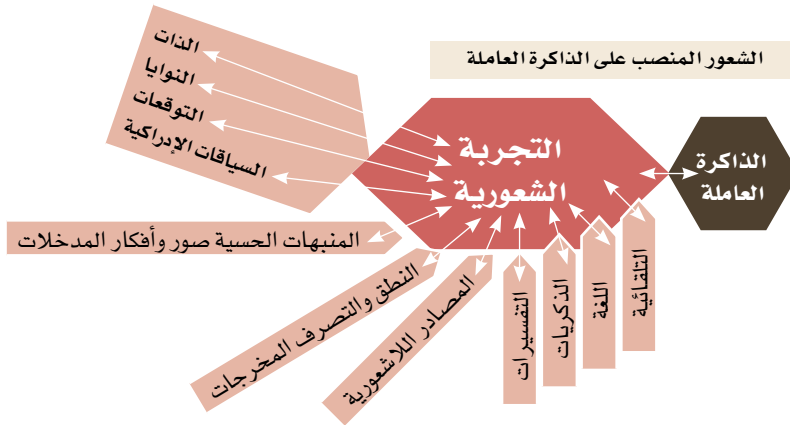 الشعور المنصب على الذاكرة العاملة
الذات
النوايا
التوقعات
السياقات الإدراكية
التجربة
الشعورية
الذاكرة
العاملة
المنبهات الحسية صور وأفكار المدخلات
النطق والتصرف المخرجات
المصادر اللاشعورية
التفسيرات
الذكريات
اللغة
التلقائية